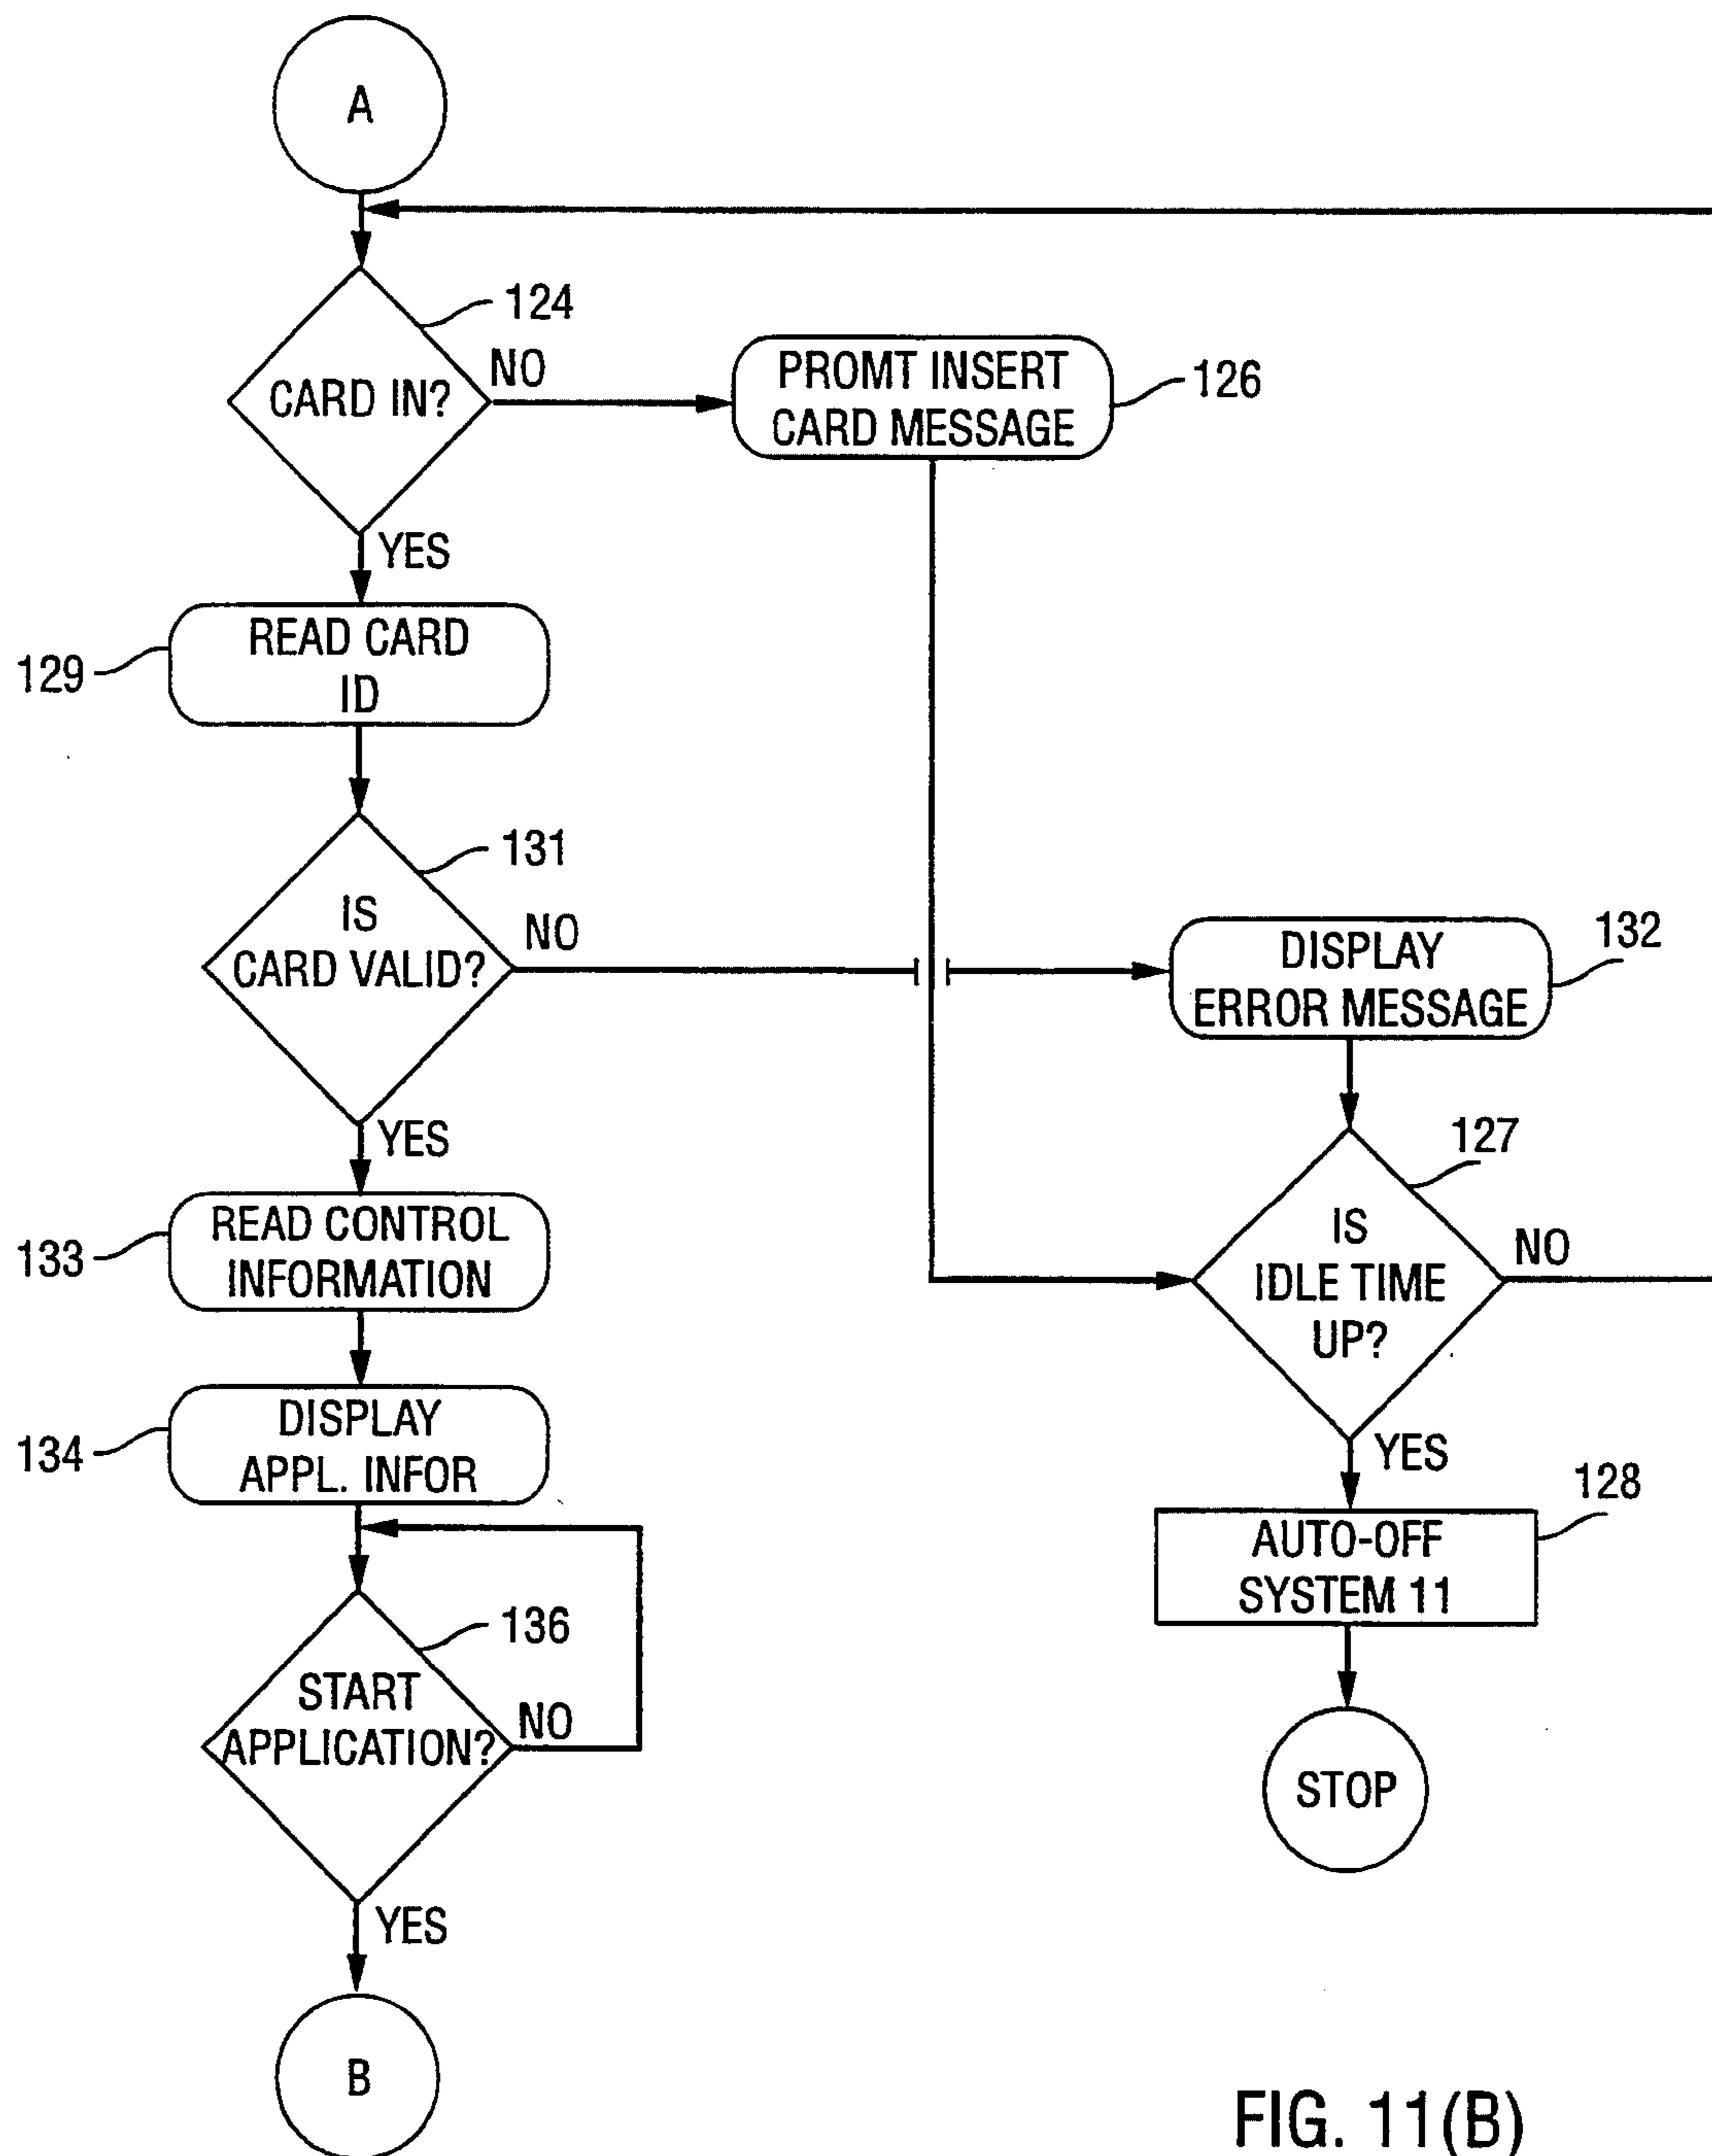 A
124
CARD IN?
NO
PROMT INSERT
CARD MESSAGE
126
YES
READ CARD
ID
129
131
IS
CARD VALID?
NO
DISPLAY
ERROR MESSAGE
132
YES
127
READ CONTROL
INFORMATION
133
IS
IDLE TIME
UP?
NO
DISPLAY
APPL. INFOR
134
YES
128
AUTO-OFF
SYSTEM 11
136
START
APPLICATION?
NO
STOP
YES
B
FIG. 11(B)